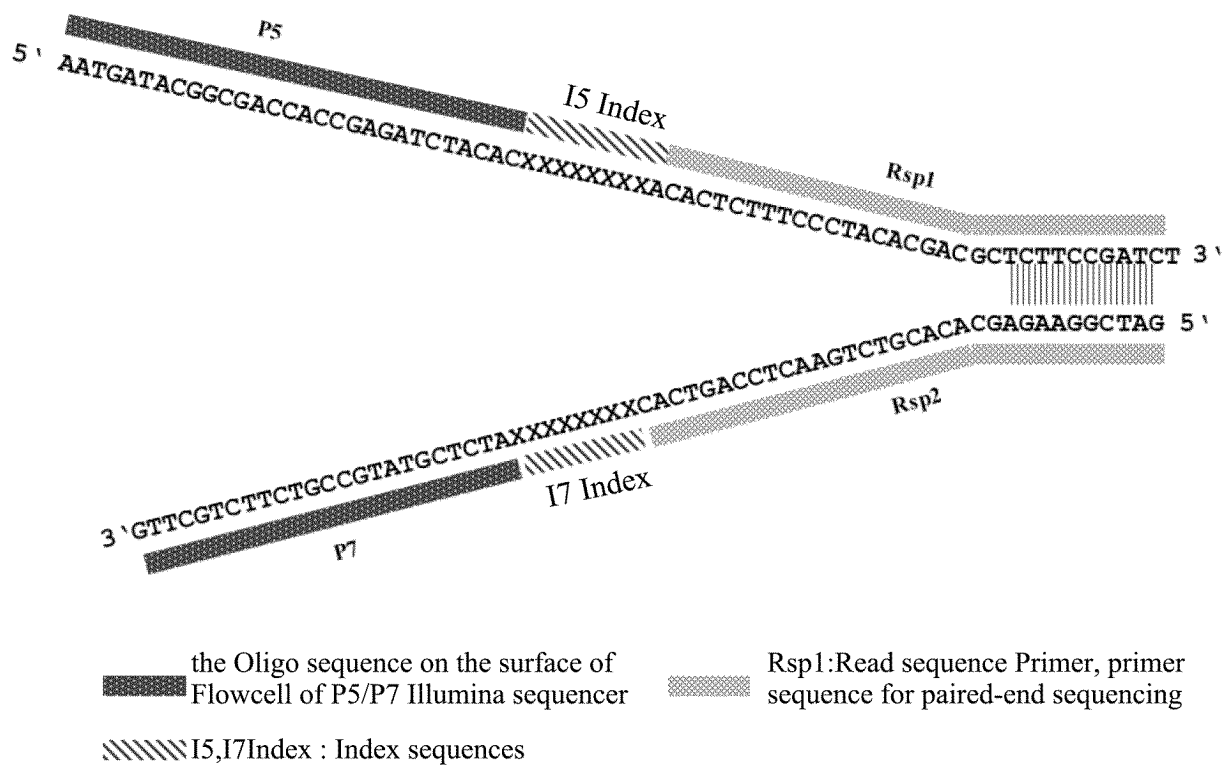 P5
5 ' AATGATACGGCGACCACCGAGATCTACACXXXXXXXXACACTCTTTCCCTACACGACGCTCTTCCGATCT 3 '
I5 Index
Rsp1
3 'GTTCGTCTTCTGCCGTATGCTCTAXXXXXXXXCACTGACCTCAAGTCTGCACACGAGAAGGCTAG 5 '
Rsp2
I7 Index
P7
the Oligo sequence on the surface of
Flowcell of P5/P7 Illumina sequencer
Rsp1:Read sequence Primer, primer
sequence for paired-end sequencing
I5,I7Index : Index sequences